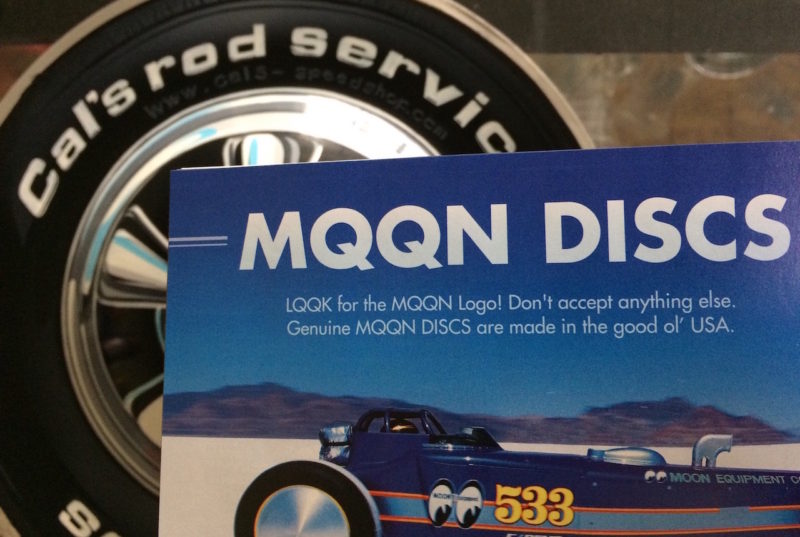 Cal's rod servic
www.cals-speedshop.com
MQQN DISCS
LQQK for the MQQN Logo! Don't accept anything else.
Genuine MQQN DISCS are made in the good ol' USA.
MOON EQUIPMENT CO
533